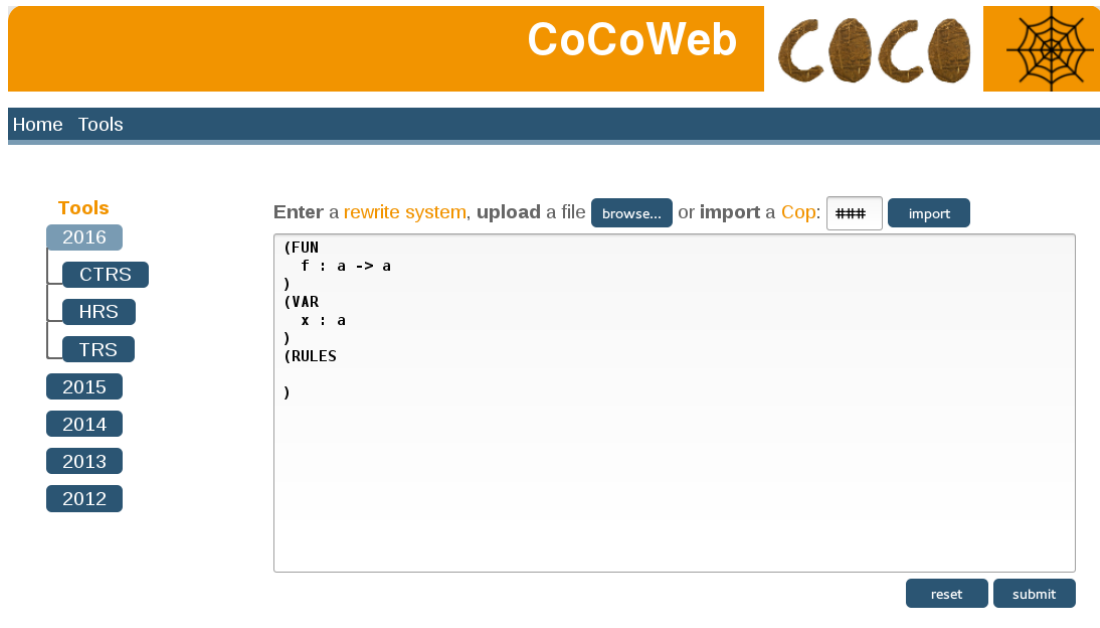 CoCoWeb COCO
Home Tools
Tools
2016
CTRS
HRS
TRS
2015
2014
2013
2012
Enter a rewrite system, upload a file browse... or import a Cop: ### import
(FUN
  f : a -> a
)
(VAR
  x : a
)
(RULES
)
reset submit